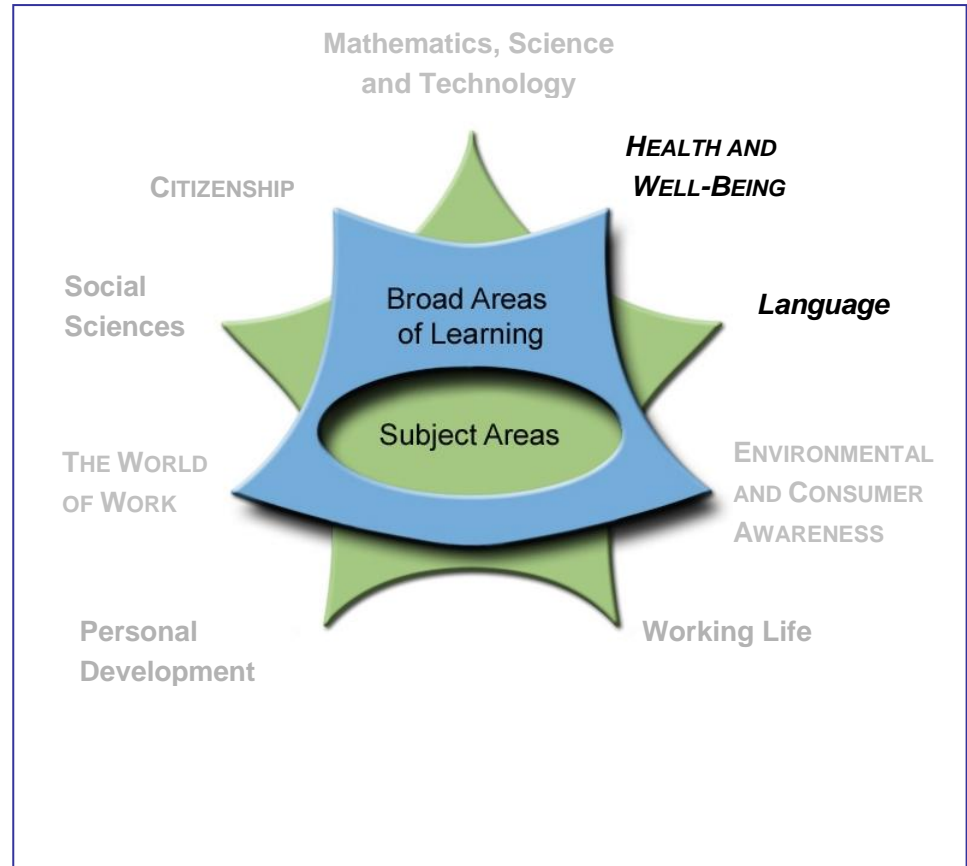 Mathematics, Science
and Technology
HEALTH AND
WELL-BEING
CITIZENSHIP
Social
Sciences
Broad Areas
of Learning
Language
Subject Areas
THE WORLD
OF WORK
ENVIRONMENTAL
AND CONSUMER
AWARENESS
Personal
Development
Working Life